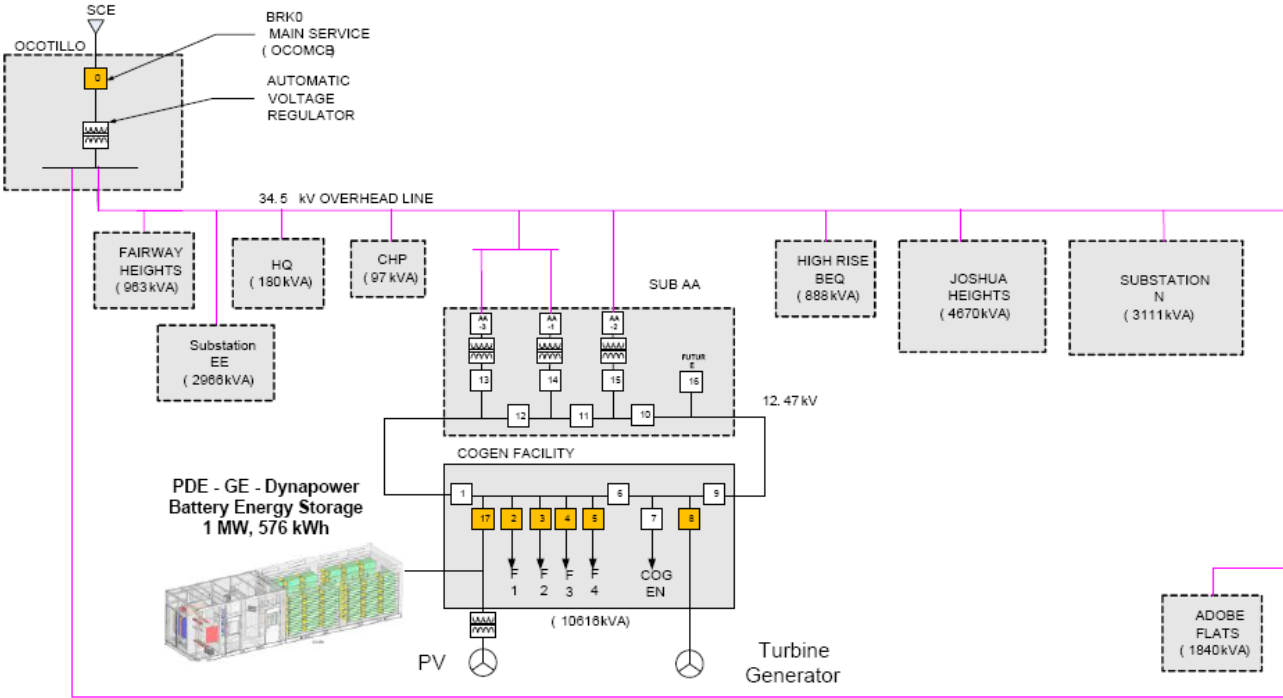 SCE
OCOTILLO
BRK0
MAIN SERVICE
( OCOMCB)
0
AUTOMATIC
VOLTAGE
REGULATOR
34. 5 kV OVERHEAD LINE
FAIRWAY
HEIGHTS
( 963kVA)
Substation
EE
( 2966kVA)
HQ
( 180kVA)
CHP
( 97 kVA)
SUB AA
HIGH RISE
BEQ
( 888kVA)
JOSHUA
HEIGHTS
( 4670kVA)
SUBSTATION
N
( 3111kVA)
AA
-3
AA
-1
AA
-2
FUTUR
E
13
14
15
16
12
11
10
12. 47kV
COGEN FACILITY
1
6
9
17
2
3
4
5
7
8
F
1
F
2
F
3
F
4
COG
EN
( 10616kVA)
PDE - GE - Dynapower
Battery Energy Storage
1 MW, 576 kWh
PV
Turbine
Generator
ADOBE
FLATS
( 1840kVA)